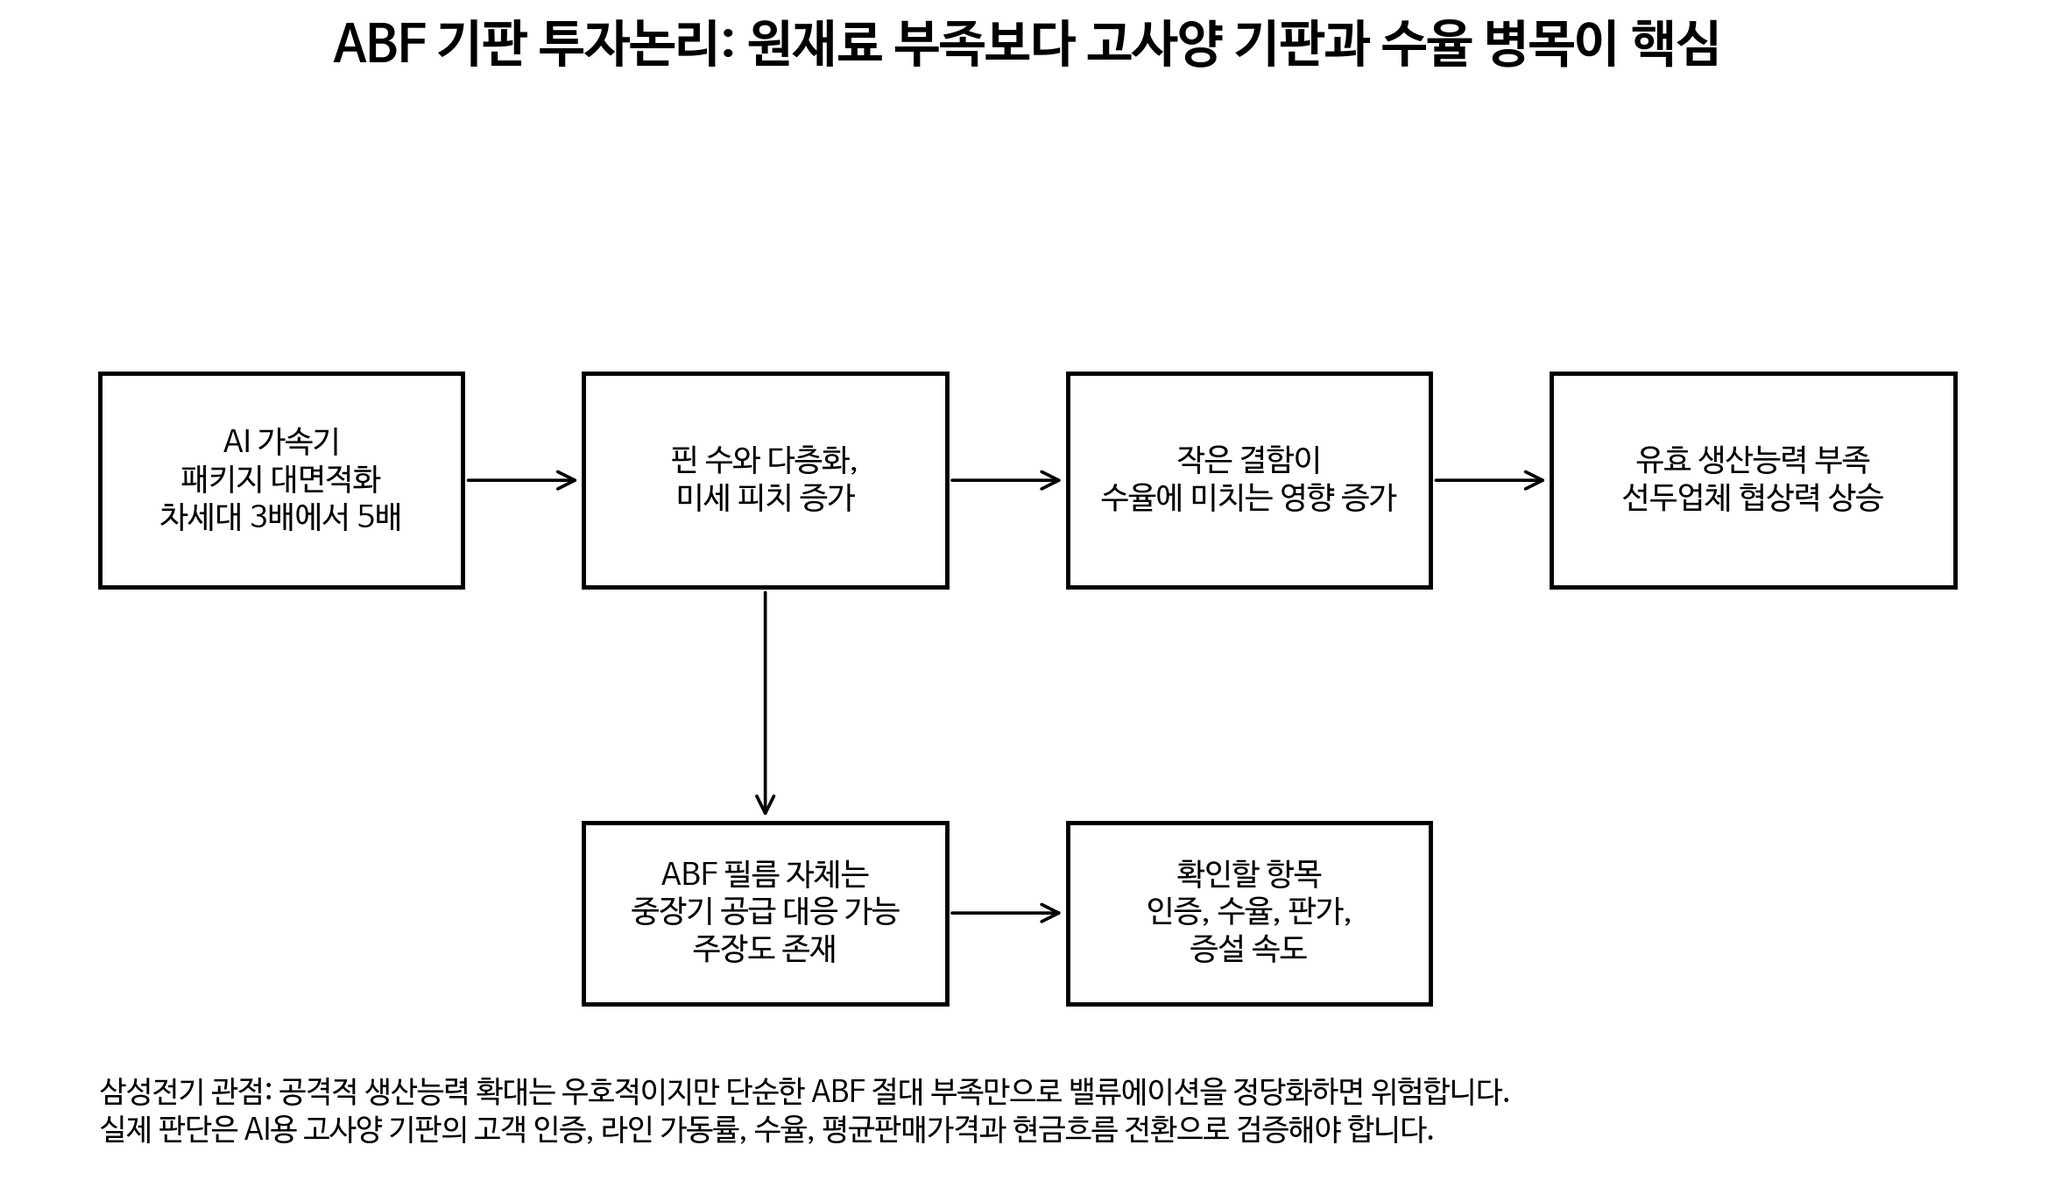 ABF 기판 투자논리: 원재료 부족보다 고사양 기판과 수율 병목이 핵심
AI 가속기
패키지 대면적화
차세대 3배에서 5배
핀 수와 다층화,
미세 피치 증가
작은 결함이
수율에 미치는 영향 증가
유효 생산능력 부족
선두업체 협상력 상승
ABF 필름 자체는
중장기 공급 대응 가능
주장도 존재
확인할 항목
인증, 수율, 판가,
증설 속도
삼성전기 관점: 공격적 생산능력 확대는 우호적이지만 단순한 ABF 절대 부족만으로 밸류에이션을 정당화하면 위험합니다.
실제 판단은 AI용 고사양 기판의 고객 인증, 라인 가동률, 수율, 평균판매가격과 현금흐름 전환으로 검증해야 합니다.